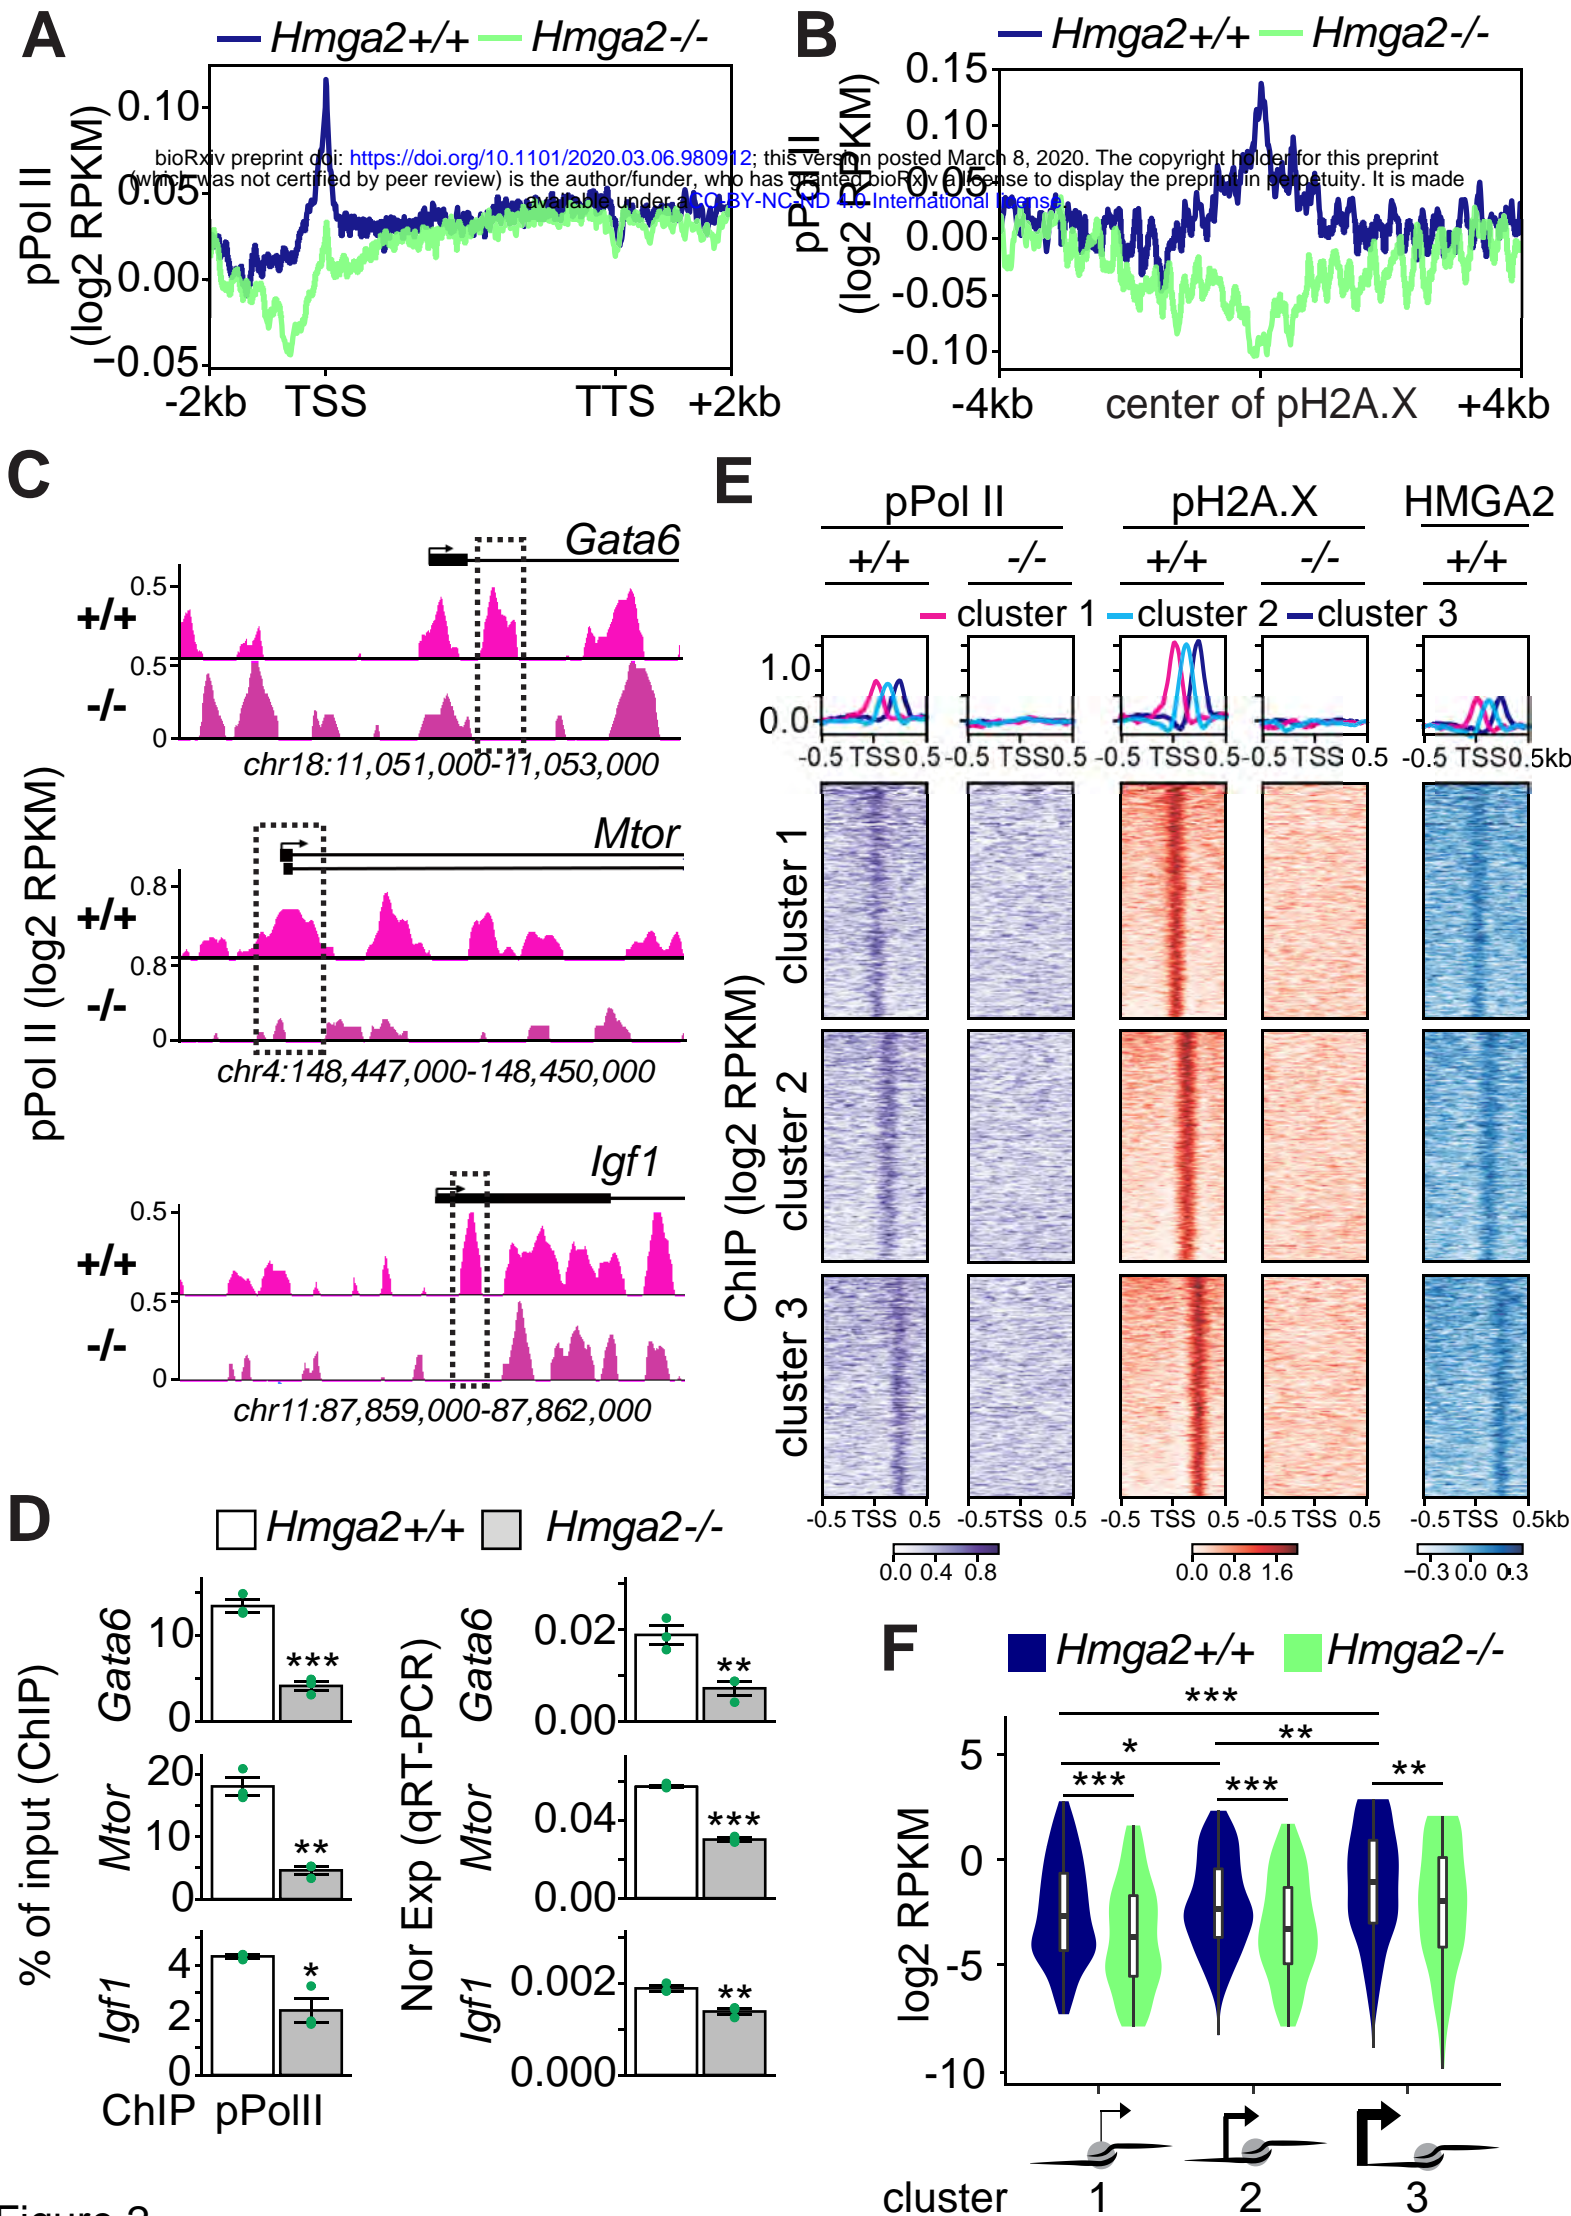 A
Hmga2+/+ Hmga2-/-
pPol II
(log2 RPKM)
0.10
0.05
0.00
−0.05
-2kb TSS TTS +2kb
B
Hmga2+/+ Hmga2-/-
pPol II
(log2 RPKM)
0.15
0.10
0.05
0.00
-0.05
-0.10
-4kb center of pH2A.X +4kb
bioRxiv preprint doi: https://doi.org/10.1101/2020.03.06.980912; this version posted March 8, 2020. The copyright holder for this preprint
(which was not certified by peer review) is the author/funder, who has granted bioRxiv a license to display the preprint in perpetuity. It is made
available under a CC-BY-NC-ND 4.0 International license.
C
pPol II (log2 RPKM)
Gata6
0.5
+/+
0.5
-/-
0
chr18:11,051,000-11,053,000
Mtor
0.8
+/+
0.8
-/-
0
chr4:148,447,000-148,450,000
Igf1
0.5
+/+
0.5
-/-
0
chr11:87,859,000-87,862,000
D
Hmga2+/+ Hmga2-/-
% of input (ChIP)
Gata6
10
0
***
Mtor
20
10
0
**
Igf1
4
2
0
*
ChIP pPolII
Nor Exp (qRT-PCR)
Gata6
0.02
0.00
**
Mtor
0.04
0.00
***
Igf1
0.002
0.000
**
E
pPol II pH2A.X HMGA2
+/+ -/- +/+ -/- +/+
cluster 1 cluster 2 cluster 3
1.0
0.0
-0.5 TSS 0.5 -0.5 TSS 0.5 -0.5 TSS 0.5 -0.5 TSS 0.5 -0.5 TSS 0.5kb
ChIP (log2 RPKM)
cluster 1
cluster 2
cluster 3
-0.5 TSS 0.5 -0.5 TSS 0.5 -0.5 TSS 0.5 -0.5 TSS 0.5 -0.5 TSS 0.5kb
0.0 0.4 0.8 0.0 0.8 1.6 −0.3 0.0 0.3
F
Hmga2+/+ Hmga2-/-
log2 RPKM
5
0
-5
-10
***
**
*
**
***
***
cluster 1 2 3